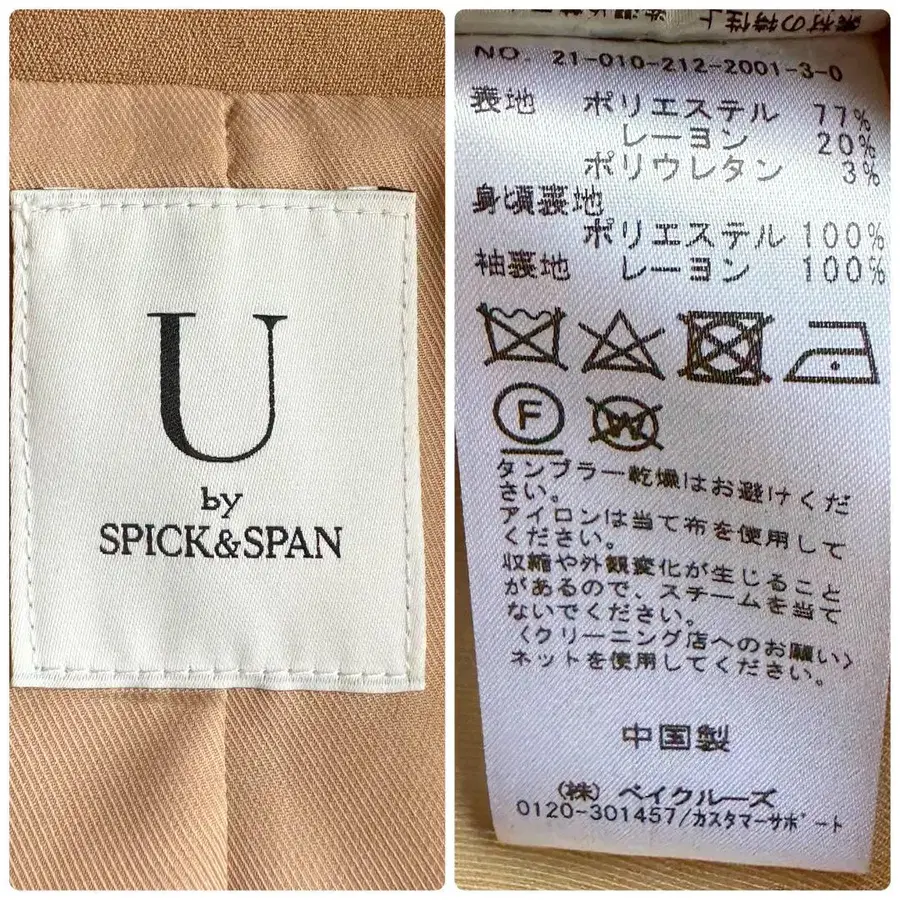 U
by
SPICK&SPAN
素材の特性上
NO. 21-010-212-2001-3-0
表地 ポリエステル 77%
レーヨン 20%
ポリウレタン 3%
身頃裏地
ポリエステル 100%
袖裏地 レーヨン 100%
F
W
タンブラー乾燥はお避けくだ
さい。
アイロンは当て布を使用して
ください。
収縮や外観変化が生じること
があるので、スチームを当て
ないでください。
〈クリーニング店へのお願い〉
ネットを使用してください。
中国製
(株) ベイクルーズ
0120-301457/カスタマーサポート